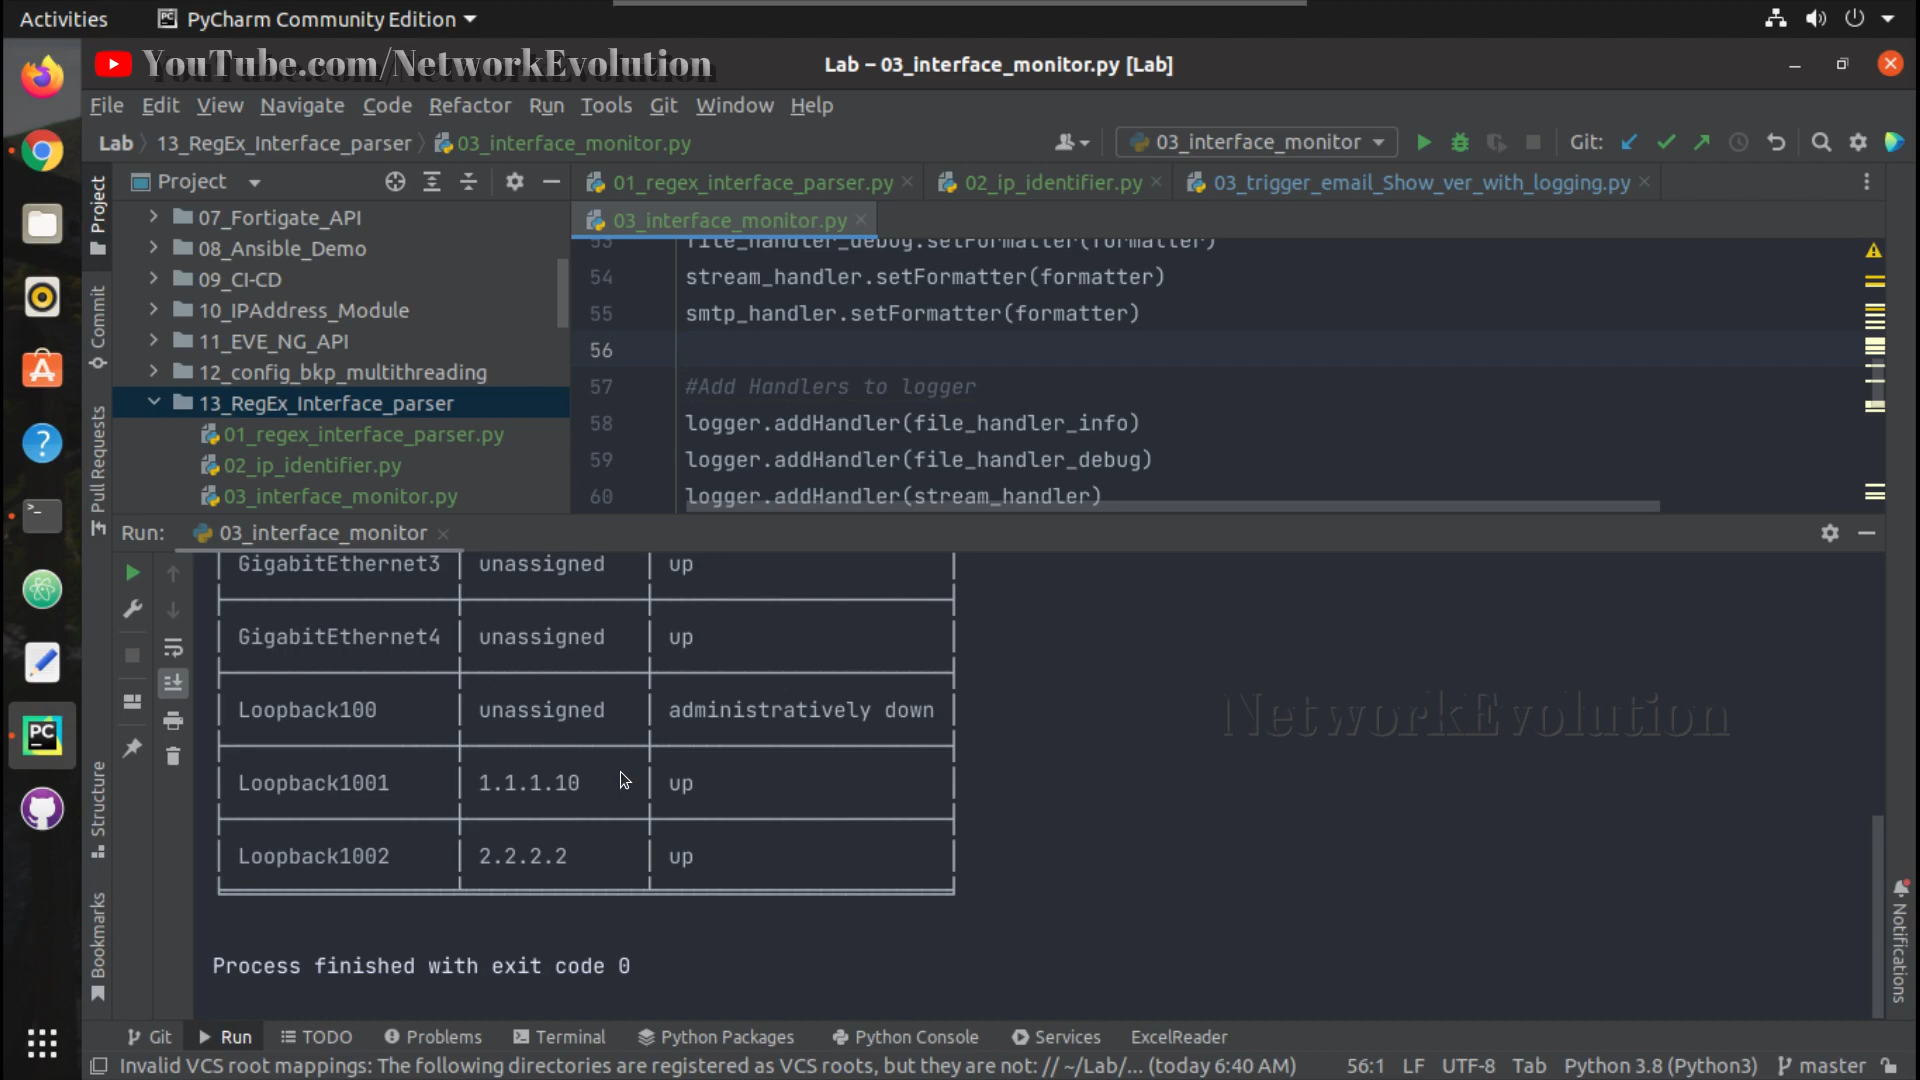 Activities
PyCharm Community Edition
YouTube.com/NetworkEvolution
Lab – 03_interface_monitor.py [Lab]
File Edit View Navigate Code Refactor Run Tools Git Window Help
Lab 13_RegEx_Interface_parser 03_interface_monitor.py
03_interface_monitor
Git:
Project
Commit
Pull Requests
Structure
Bookmarks
Notifications
Project
07_Fortigate_API
08_Ansible_Demo
09_CI-CD
10_IPAddress_Module
11_EVE_NG_API
12_config_bkp_multithreading
13_RegEx_Interface_parser
01_regex_interface_parser.py
02_ip_identifier.py
03_interface_monitor.py
01_regex_interface_parser.py 02_ip_identifier.py 03_trigger_email_Show_ver_with_logging.py
03_interface_monitor.py
53 file_handler_debug.setFormatter(formatter)
54 stream_handler.setFormatter(formatter)
55 smtp_handler.setFormatter(formatter)
56
57 #Add Handlers to logger
58 logger.addHandler(file_handler_info)
59 logger.addHandler(file_handler_debug)
60 logger.addHandler(stream_handler)
Run: 03_interface_monitor
GigabitEthernet3 unassigned up
GigabitEthernet4 unassigned up
Loopback100 unassigned administratively down
Loopback1001 1.1.1.10 up
Loopback1002 2.2.2.2 up
NetworkEvolution
Process finished with exit code 0
Git Run TODO Problems Terminal Python Packages Python Console Services ExcelReader
Invalid VCS root mappings: The following directories are registered as VCS roots, but they are not: // ~/Lab/... (today 6:40 AM) 56:1 LF UTF-8 Tab Python 3.8 (Python3) master